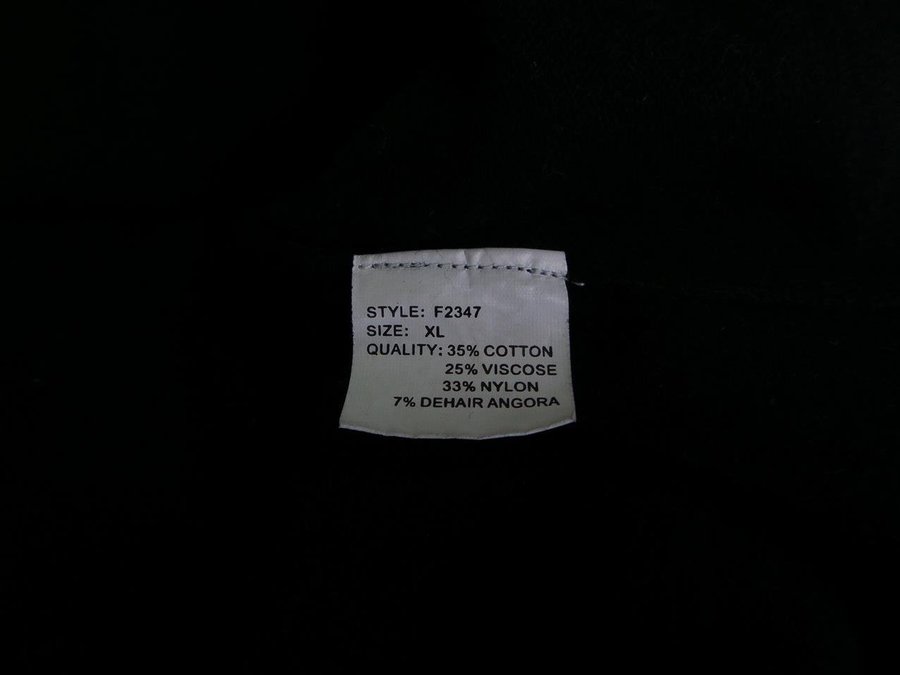 STYLE: F2347
SIZE: XL
QUALITY: 35% COTTON
25% VISCOSE
33% NYLON
7% DEHAIR ANGORA